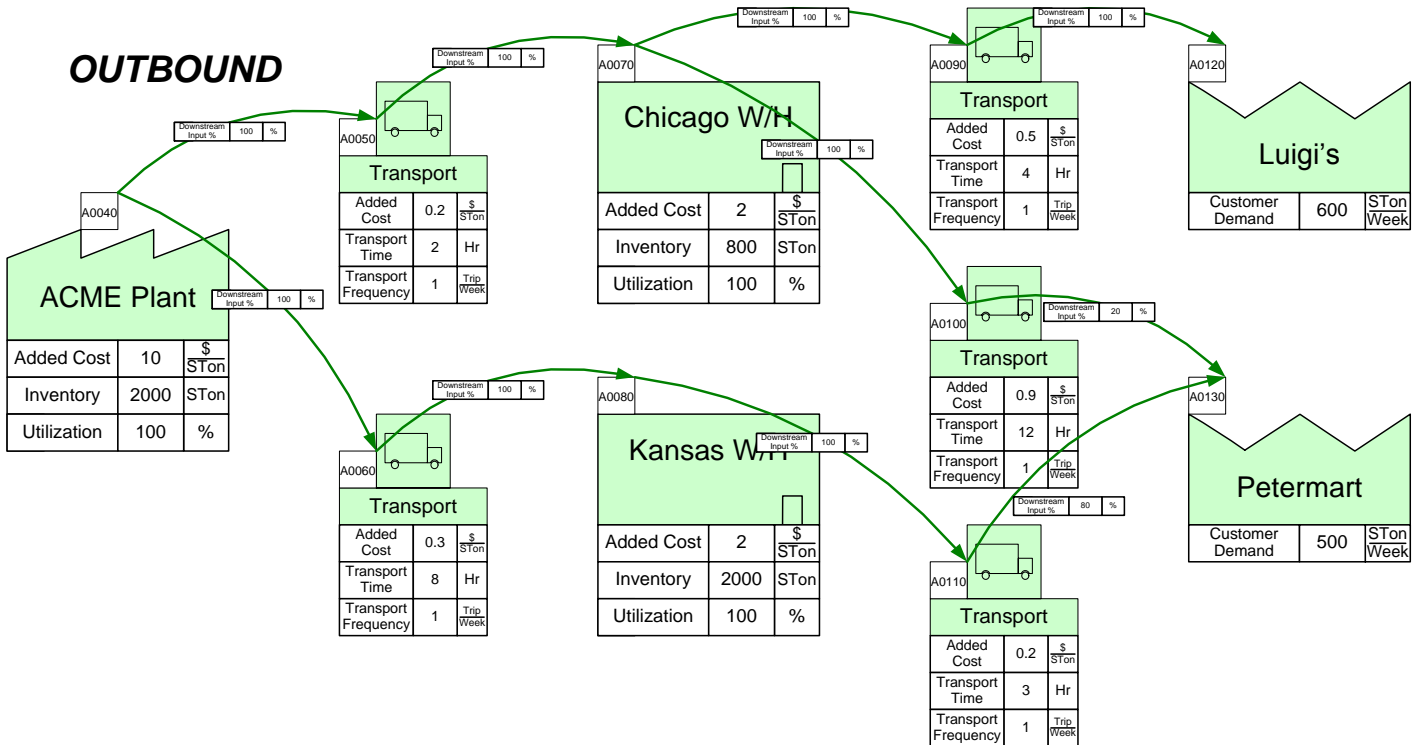 OUTBOUND
A0040
ACME Plant
Added Cost 10 $ STon
Inventory 2000 STon
Utilization 100 %
Downstream Input % 100 %
Downstream Input % 100 %
A0050
Transport
Added Cost 0.2 $ STon
Transport Time 2 Hr
Transport Frequency 1 Trip Week
Downstream Input % 100 %
A0060
Transport
Added Cost 0.3 $ STon
Transport Time 8 Hr
Transport Frequency 1 Trip Week
Downstream Input % 100 %
A0070
Chicago W/H
Added Cost 2 $ STon
Inventory 800 STon
Utilization 100 %
Downstream Input % 100 %
Downstream Input % 100 %
A0080
Kansas W/H
Added Cost 2 $ STon
Inventory 2000 STon
Utilization 100 %
Downstream Input % 100 %
A0090
Transport
Added Cost 0.5 $ STon
Transport Time 4 Hr
Transport Frequency 1 Trip Week
Downstream Input % 100 %
A0100
Transport
Added Cost 0.9 $ STon
Transport Time 12 Hr
Transport Frequency 1 Trip Week
Downstream Input % 20 %
A0110
Transport
Added Cost 0.2 $ STon
Transport Time 3 Hr
Transport Frequency 1 Trip Week
Downstream Input % 80 %
A0120
Luigi's
Customer Demand 600 STon Week
A0130
Petermart
Customer Demand 500 STon Week